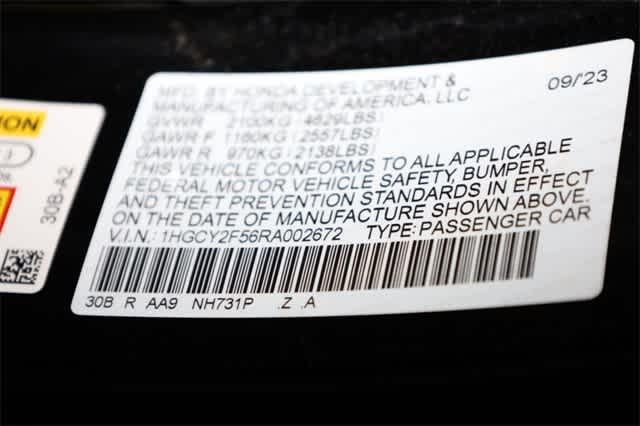 MFD. BY HONDA DEVELOPMENT & 09/'23
MANUFACTURING OF AMERICA, LLC
GVWR 2100KG(4629LBS)
GAWR F 1160KG(2557LBS)
GAWR R 970KG(2138LBS)
THIS VEHICLE CONFORMS TO ALL APPLICABLE
FEDERAL MOTOR VEHICLE SAFETY, BUMPER,
AND THEFT PREVENTION STANDARDS IN EFFECT
ON THE DATE OF MANUFACTURE SHOWN ABOVE.
V.I.N.: 1HGCY2F56RA002672 TYPE:PASSENGER CAR
30B R AA9 NH731P .Z .A
ION
30B-A2